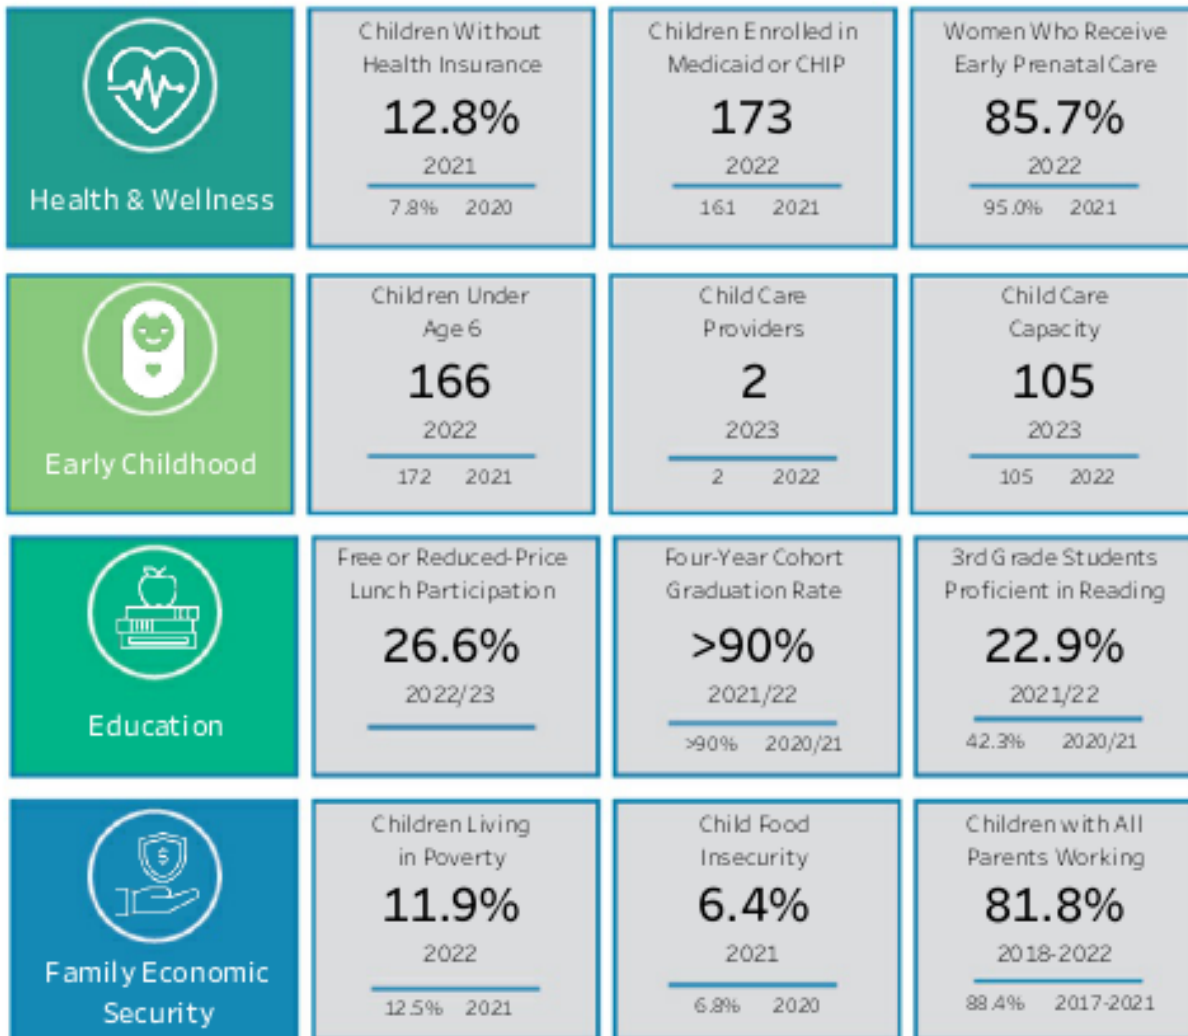 Health & Wellness
Children Without
Health Insurance
12.8%
2021
7.8% 2020
Children Enrolled in
Medicaid or CHIP
173
2022
161 2021
Women Who Receive
Early Prenatal Care
85.7%
2022
95.0% 2021
Early Childhood
Children Under
Age 6
166
2022
172 2021
Child Care
Providers
2
2023
2 2022
Child Care
Capacity
105
2023
105 2022
Education
Free or Reduced-Price
Lunch Participation
26.6%
2022/23
Four-Year Cohort
Graduation Rate
>90%
2021/22
>90% 2020/21
3rd Grade Students
Proficient in Reading
22.9%
2021/22
42.3% 2020/21
$
Family Economic
Security
Children Living
in Poverty
11.9%
2022
12.5% 2021
Child Food
Insecurity
6.4%
2021
6.8% 2020
Children with All
Parents Working
81.8%
2018-2022
88.4% 2017-2021